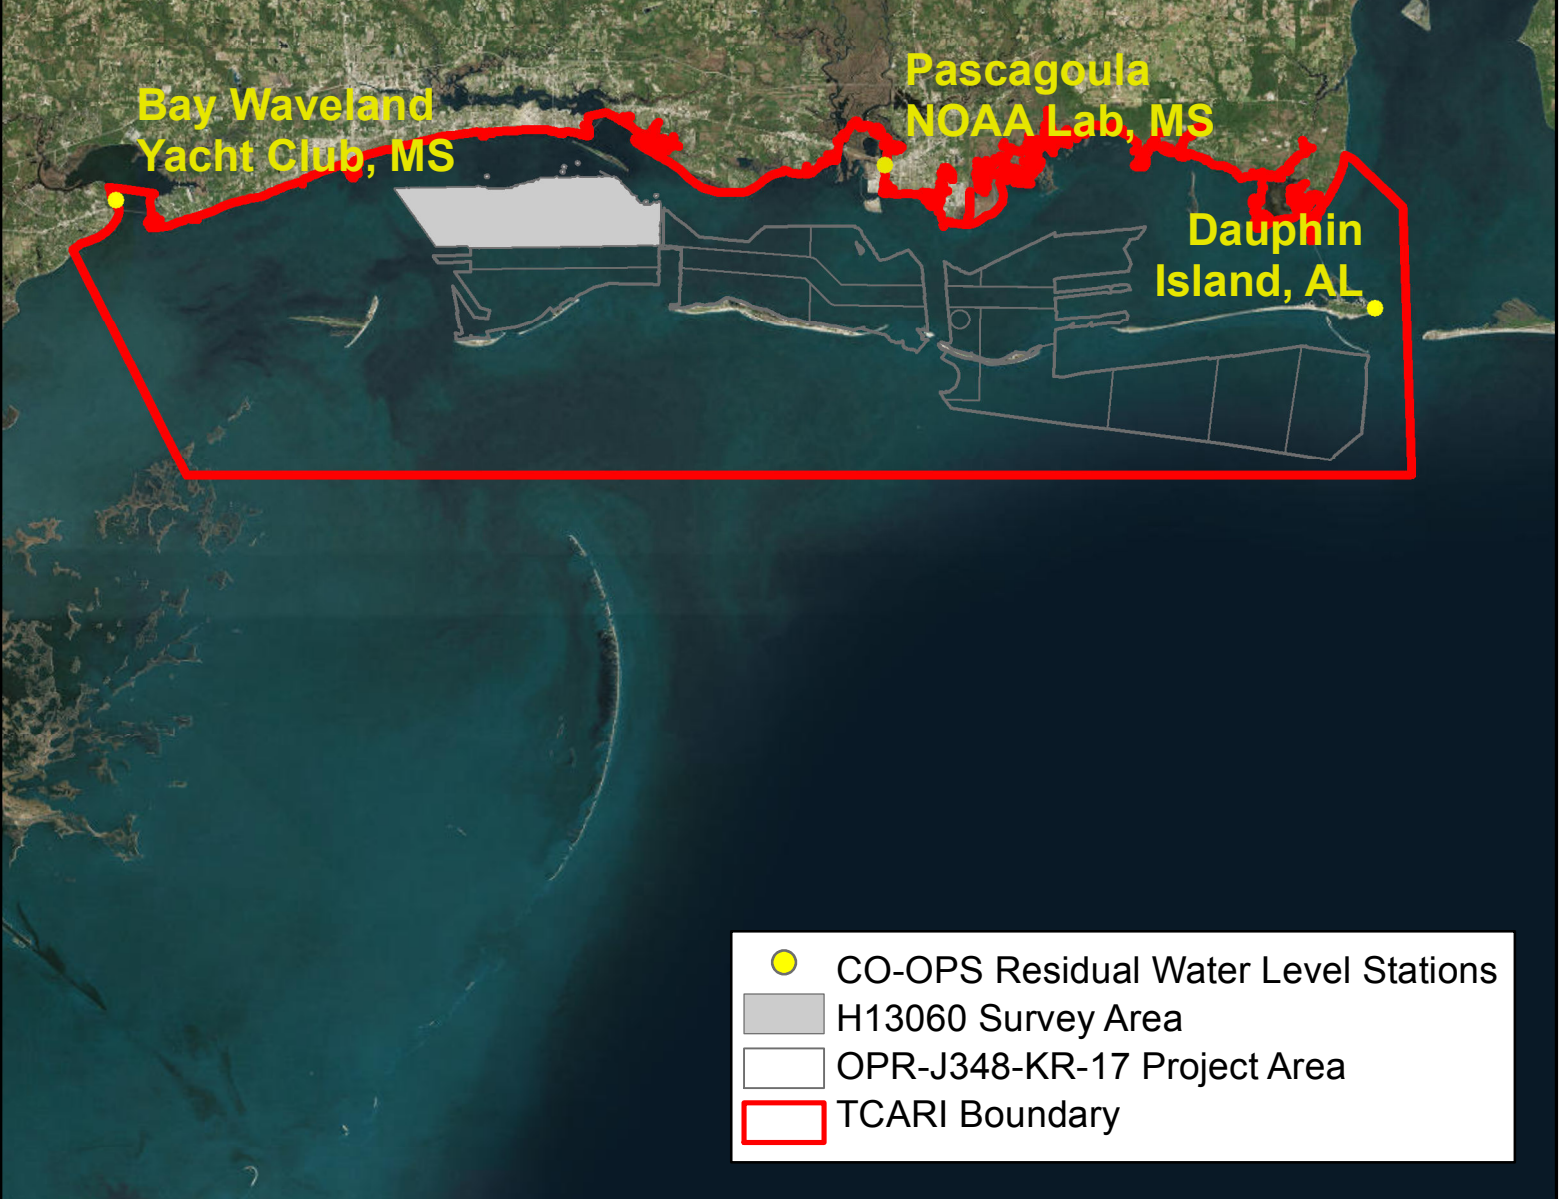 Bay Waveland
Yacht Club, MS
Pascagoula
NOAA Lab, MS
Dauphin
Island, AL
CO-OPS Residual Water Level Stations
H13060 Survey Area
OPR-J348-KR-17 Project Area
TCARI Boundary